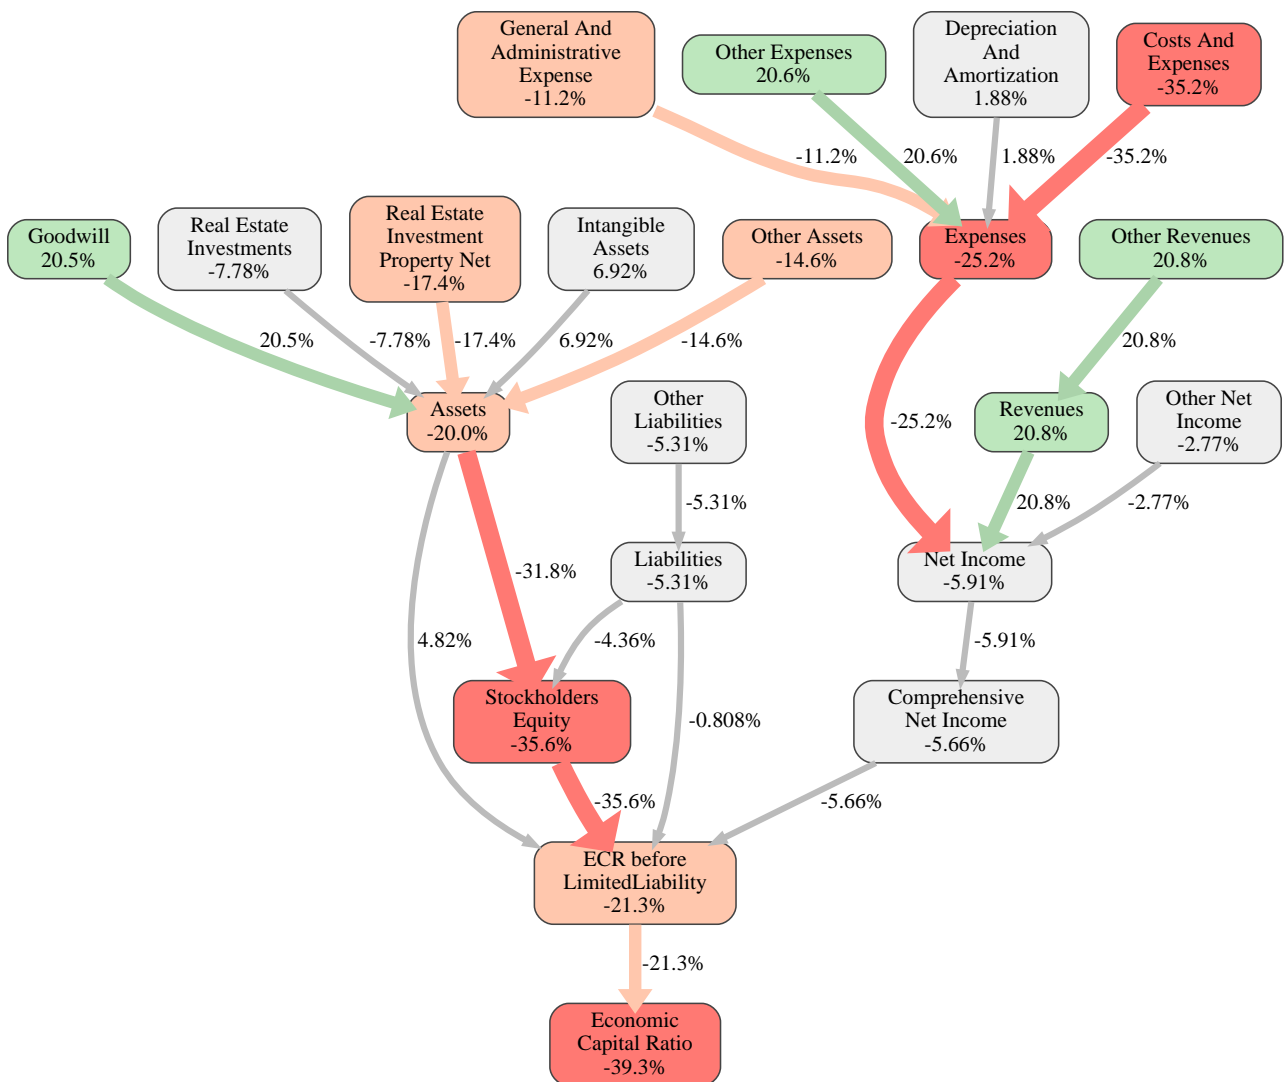 General And
Administrative
Expense
-11.2%
Other Expenses
20.6%
Depreciation
And
Amortization
1.88%
Costs And
Expenses
-35.2%
-11.2%
20.6%
1.88%
-35.2%
Goodwill
20.5%
Real Estate
Investments
-7.78%
Real Estate
Investment
Property Net
-17.4%
Intangible
Assets
6.92%
Other Assets
-14.6%
Expenses
-25.2%
Other Revenues
20.8%
20.5%
-7.78%
-17.4%
6.92%
-14.6%
20.8%
Assets
-20.0%
Other
Liabilities
-5.31%
-25.2%
Revenues
20.8%
Other Net
Income
-2.77%
-5.31%
20.8%
-2.77%
-31.8%
Liabilities
-5.31%
Net Income
-5.91%
4.82%
-4.36%
-5.91%
Stockholders
Equity
-35.6%
-0.808%
Comprehensive
Net Income
-5.66%
-35.6%
-5.66%
ECR before
LimitedLiability
-21.3%
-21.3%
Economic
Capital Ratio
-39.3%